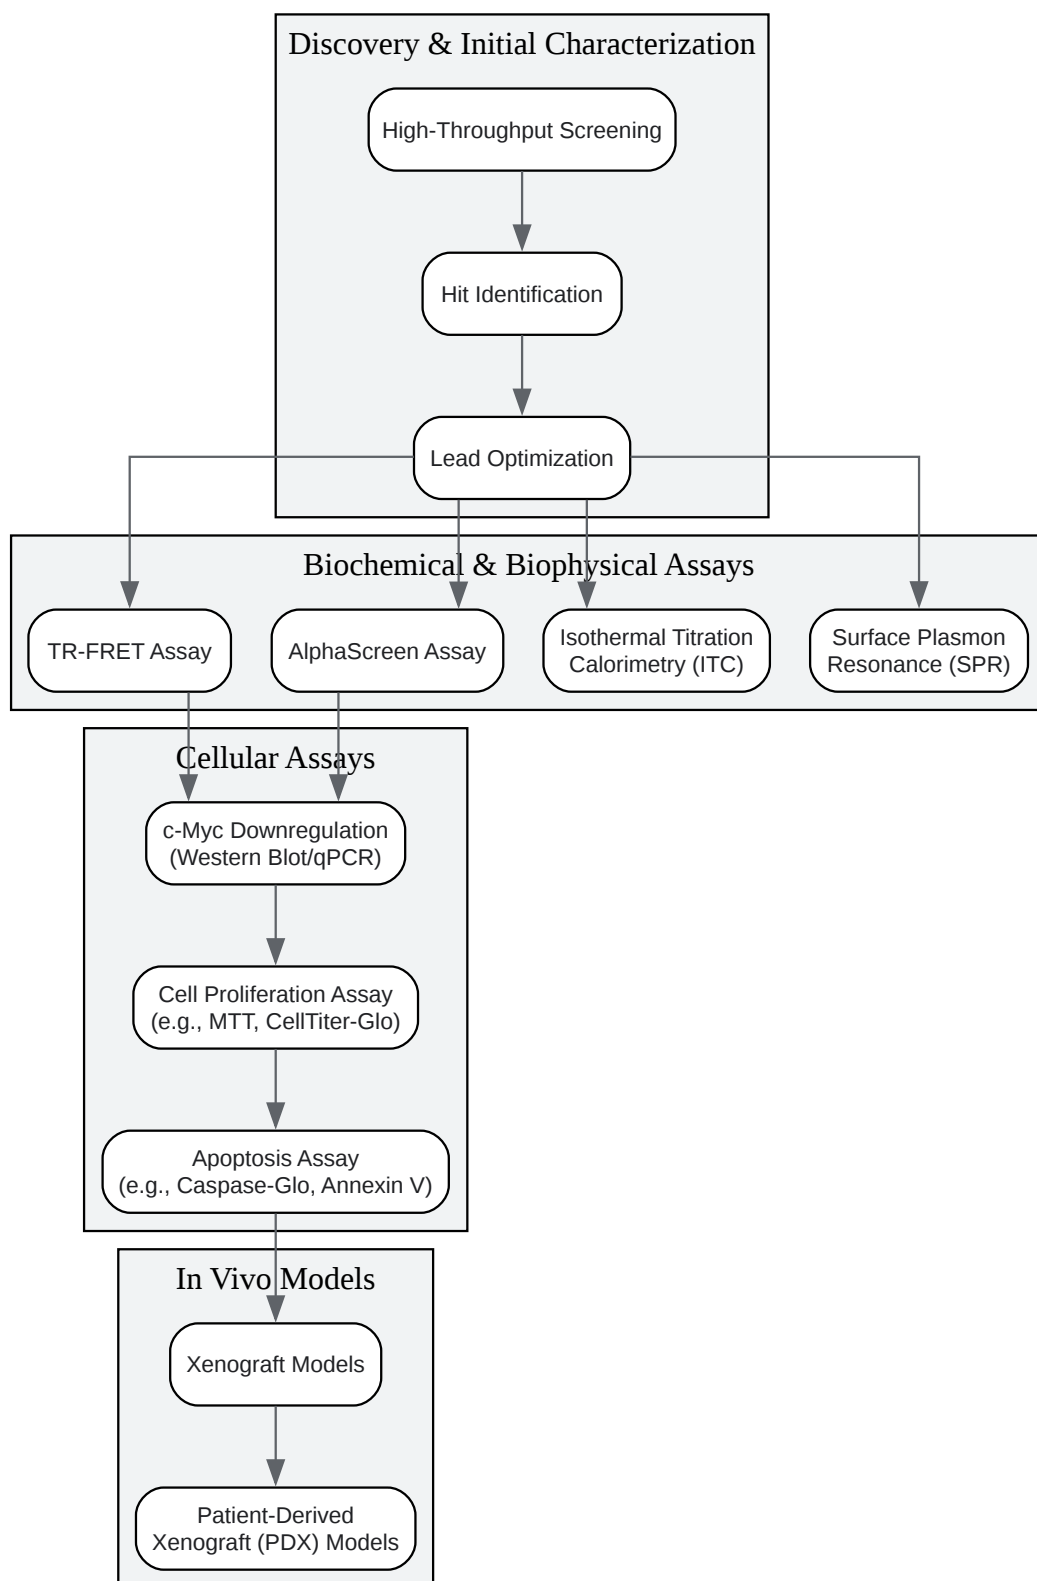 Discovery & Initial Characterization
High-Throughput Screening
Hit Identification
Lead Optimization
Biochemical & Biophysical Assays
TR-FRET Assay
AlphaScreen Assay
Isothermal Titration
Calorimetry (ITC)
Surface Plasmon
Resonance (SPR)
Cellular Assays
c-Myc Downregulation
(Western Blot/qPCR)
Cell Proliferation Assay
(e.g., MTT, CellTiter-Glo)
Apoptosis Assay
(e.g., Caspase-Glo, Annexin V)
In Vivo Models
Xenograft Models
Patient-Derived
Xenograft (PDX) Models